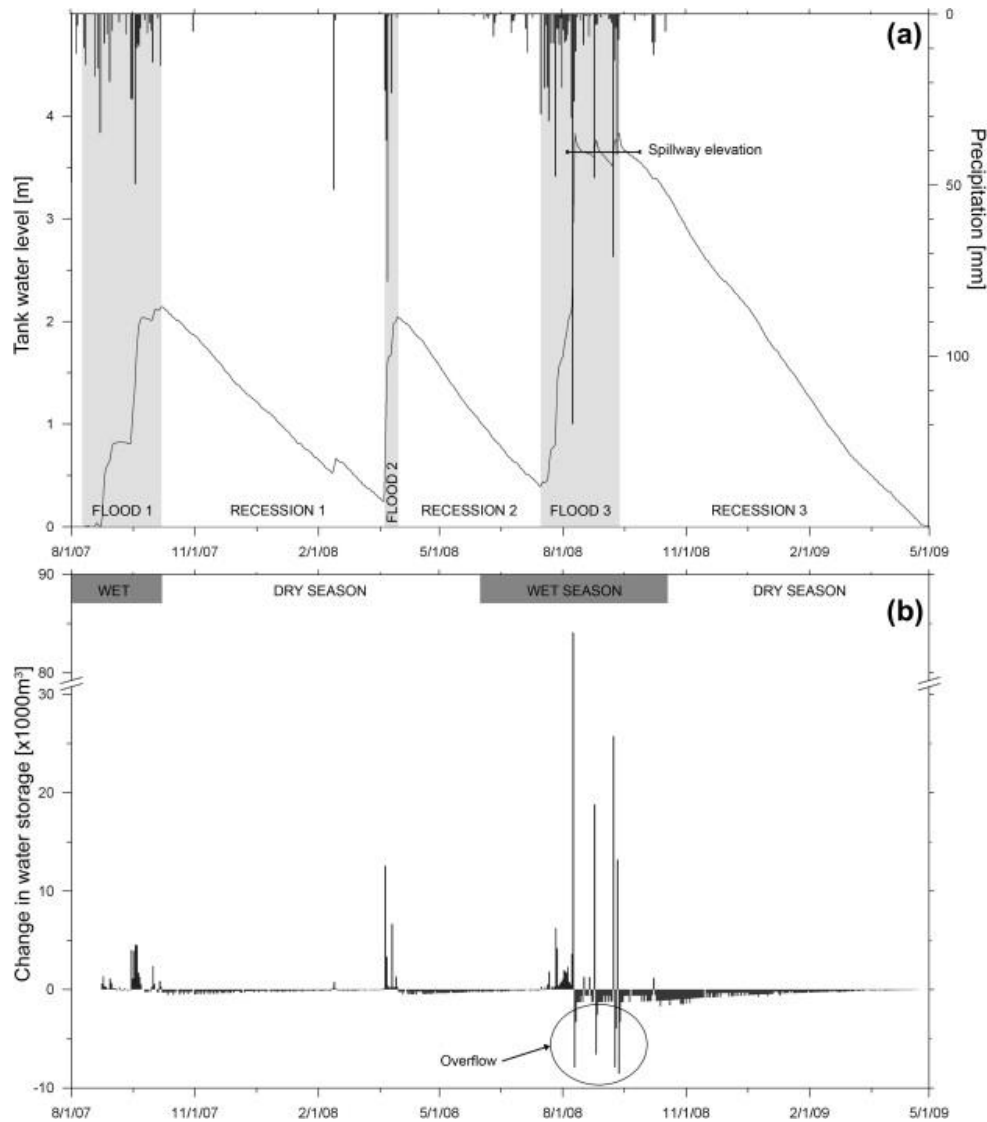 (a)
0
50
100
Precipitation [mm]
4
3
2
1
0
Tank water level [m]
Spillway elevation
FLOOD 1
RECESSION 1
FLOOD 2
RECESSION 2
FLOOD 3
RECESSION 3
8/1/07 11/1/07 2/1/08 5/1/08 8/1/08 11/1/08 2/1/09 5/1/09
WET DRY SEASON WET SEASON DRY SEASON
(b)
90
80
30
20
10
0
-10
Change in water storage [x1000m³]
Overflow
8/1/07 11/1/07 2/1/08 5/1/08 8/1/08 11/1/08 2/1/09 5/1/09